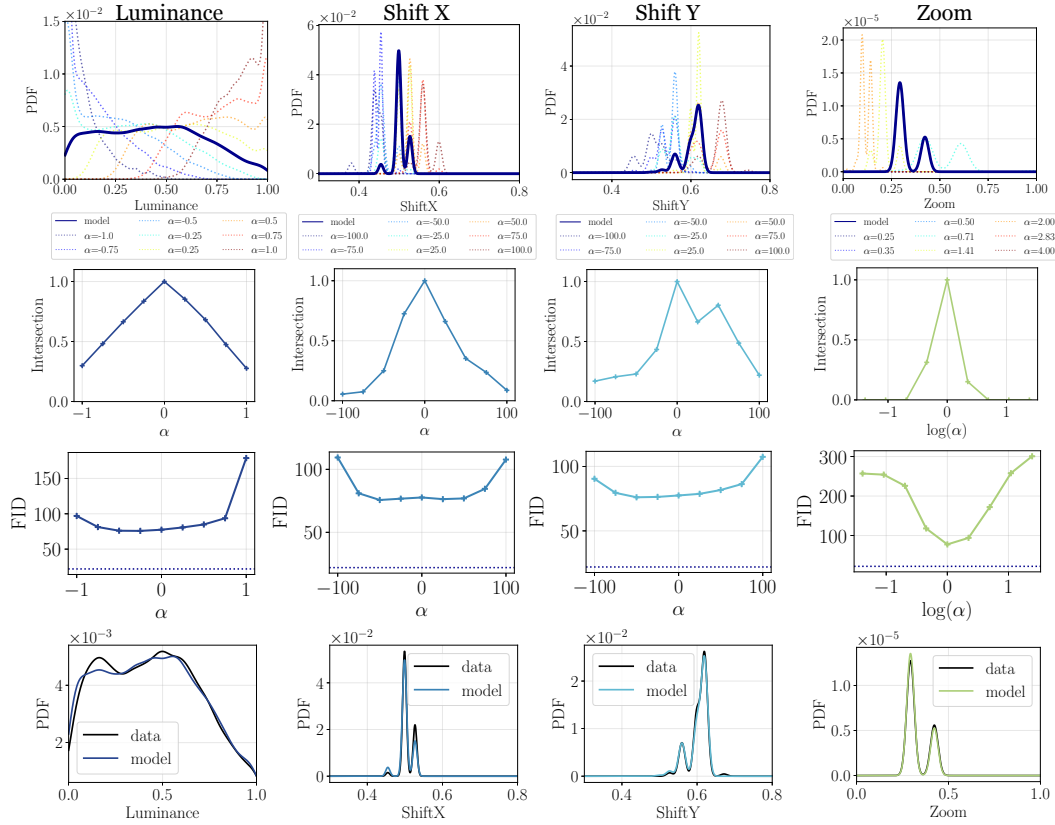 Luminance
Shift X
Shift Y
Zoom
×10⁻²
1.5
1.0
0.5
0.0
PDF
0.00 0.25 0.50 0.75 1.00
Luminance
×10⁻²
6
4
2
0
PDF
0.4 0.6 0.8
ShiftX
×10⁻²
4
2
0
PDF
0.4 0.6 0.8
ShiftY
×10⁻⁵
2.0
1.5
1.0
0.5
0.0
PDF
0.00 0.25 0.50 0.75 1.00
Zoom
model α=-0.5 α=0.5
α=-1.0 α=-0.25 α=0.75
α=-0.75 α=0.25 α=1.0
model α=-50.0 α=50.0
α=-100.0 α=-25.0 α=75.0
α=-75.0 α=25.0 α=100.0
model α=-50.0 α=50.0
α=-100.0 α=-25.0 α=75.0
α=-75.0 α=25.0 α=100.0
model α=0.50 α=2.00
α=0.25 α=0.71 α=2.83
α=0.35 α=1.41 α=4.00
1.0
0.5
0.0
Intersection
−1 0 1
α
1.0
0.5
0.0
Intersection
−100 0 100
α
1.0
0.5
0.0
Intersection
−100 0 100
α
1.0
0.5
0.0
Intersection
−1 0 1
log(α)
150
100
50
FID
−1 0 1
α
100
50
FID
−100 0 100
α
100
50
FID
−100 0 100
α
300
200
100
FID
−1 0 1
log(α)
×10⁻³
4
2
PDF
data
model
0.0 0.5 1.0
Luminance
×10⁻²
4
2
0
PDF
data
model
0.4 0.6 0.8
ShiftX
×10⁻²
2
0
PDF
data
model
0.4 0.6 0.8
ShiftY
×10⁻⁵
1.0
0.5
0.0
PDF
data
model
0.0 0.5 1.0
Zoom